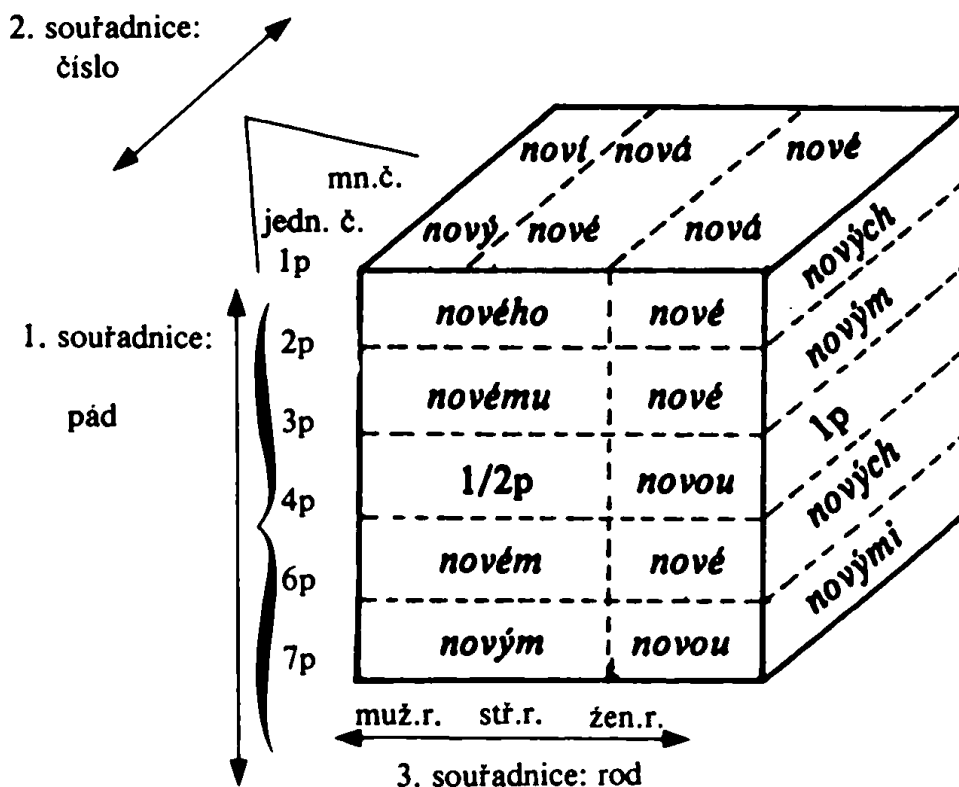 2. souřadnice:
číslo
mn.č.
jedn. č.
1p
noví nová nové
nový nové nová
1. souřadnice:
pád
2p
3p
4p
6p
7p
nového nové
novému nové
1/2p novou
novém nové
novým novou
nových
novým
1p
nových
novými
muž.r. stř.r. žen.r.
3. souřadnice: rod